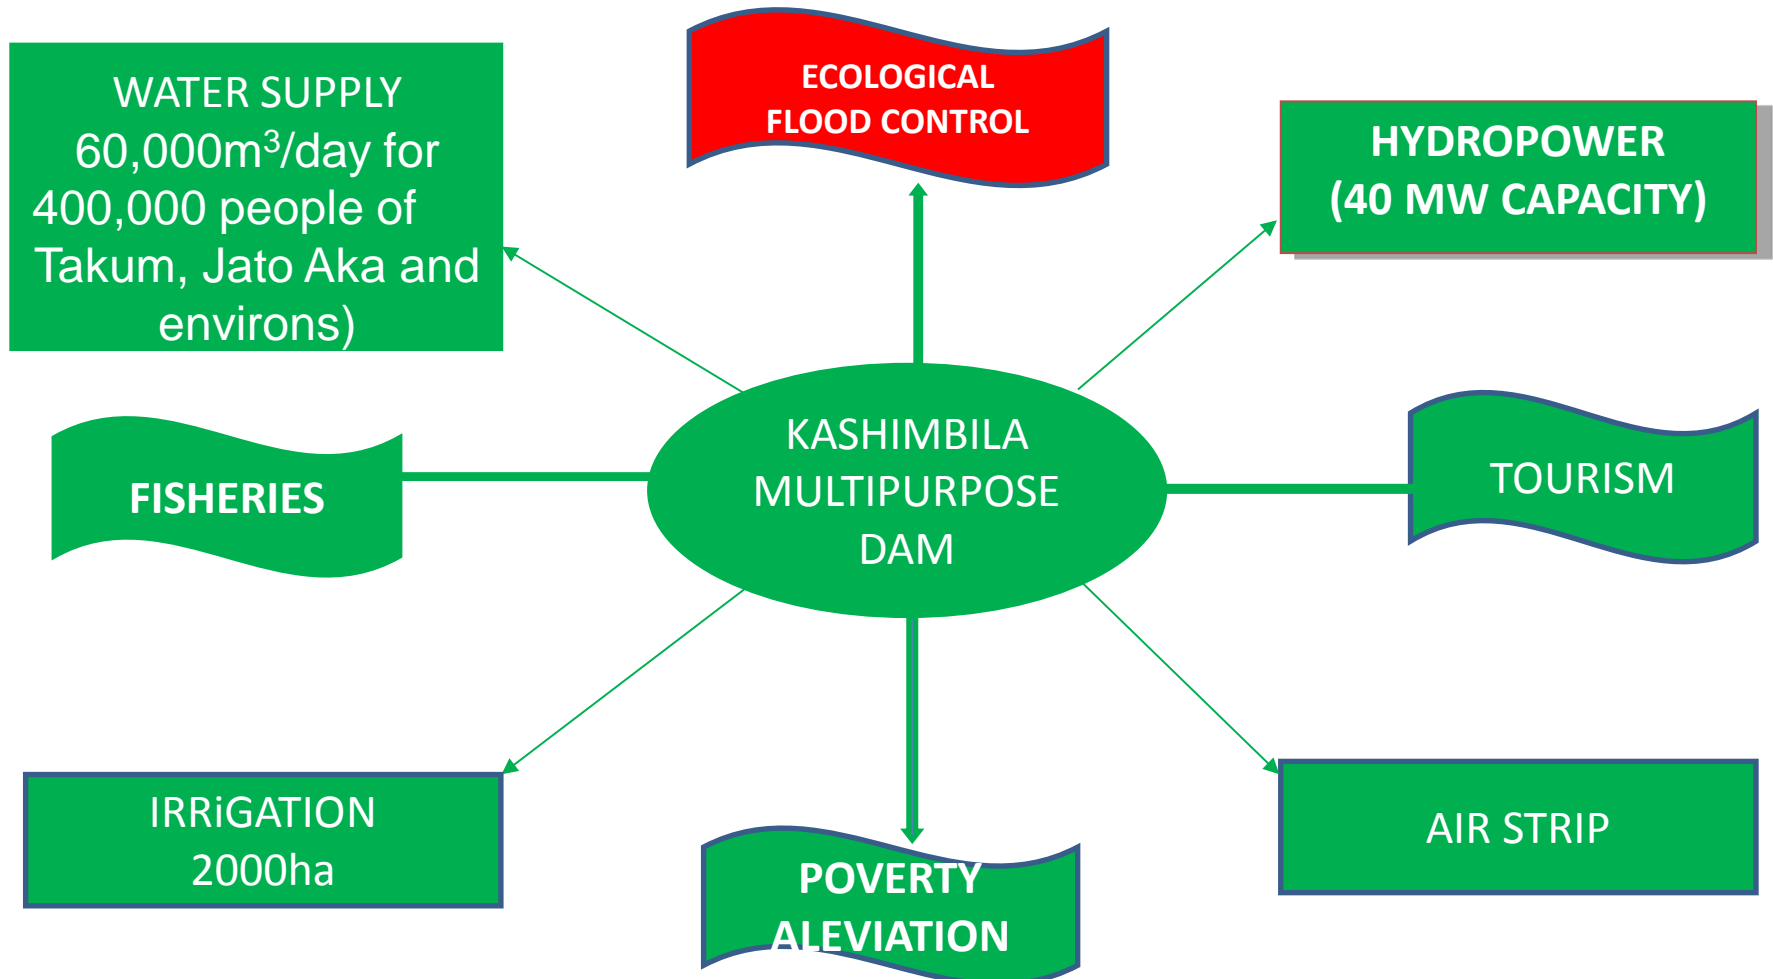 WATER SUPPLY
60,000m³/day for
400,000 people of
Takum, Jato Aka and
environs)
ECOLOGICAL
FLOOD CONTROL
HYDROPOWER
(40 MW CAPACITY)
FISHERIES
KASHIMBILA
MULTIPURPOSE
DAM
TOURISM
IRRiGATION
2000ha
POVERTY
ALEVIATION
AIR STRIP